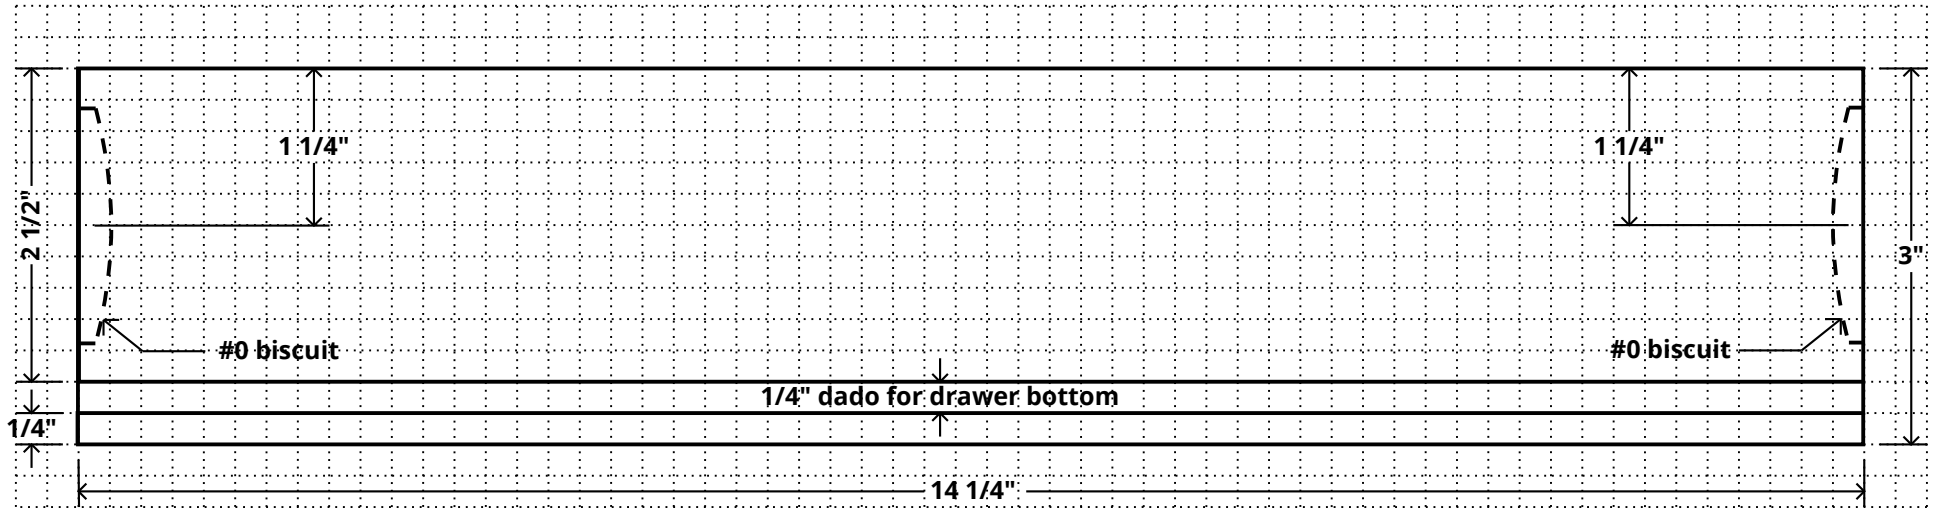 1 1/4"
1 1/4"
2 1/2"
3"
#0 biscuit
#0 biscuit
1/4" dado for drawer bottom
1/4"
14 1/4"